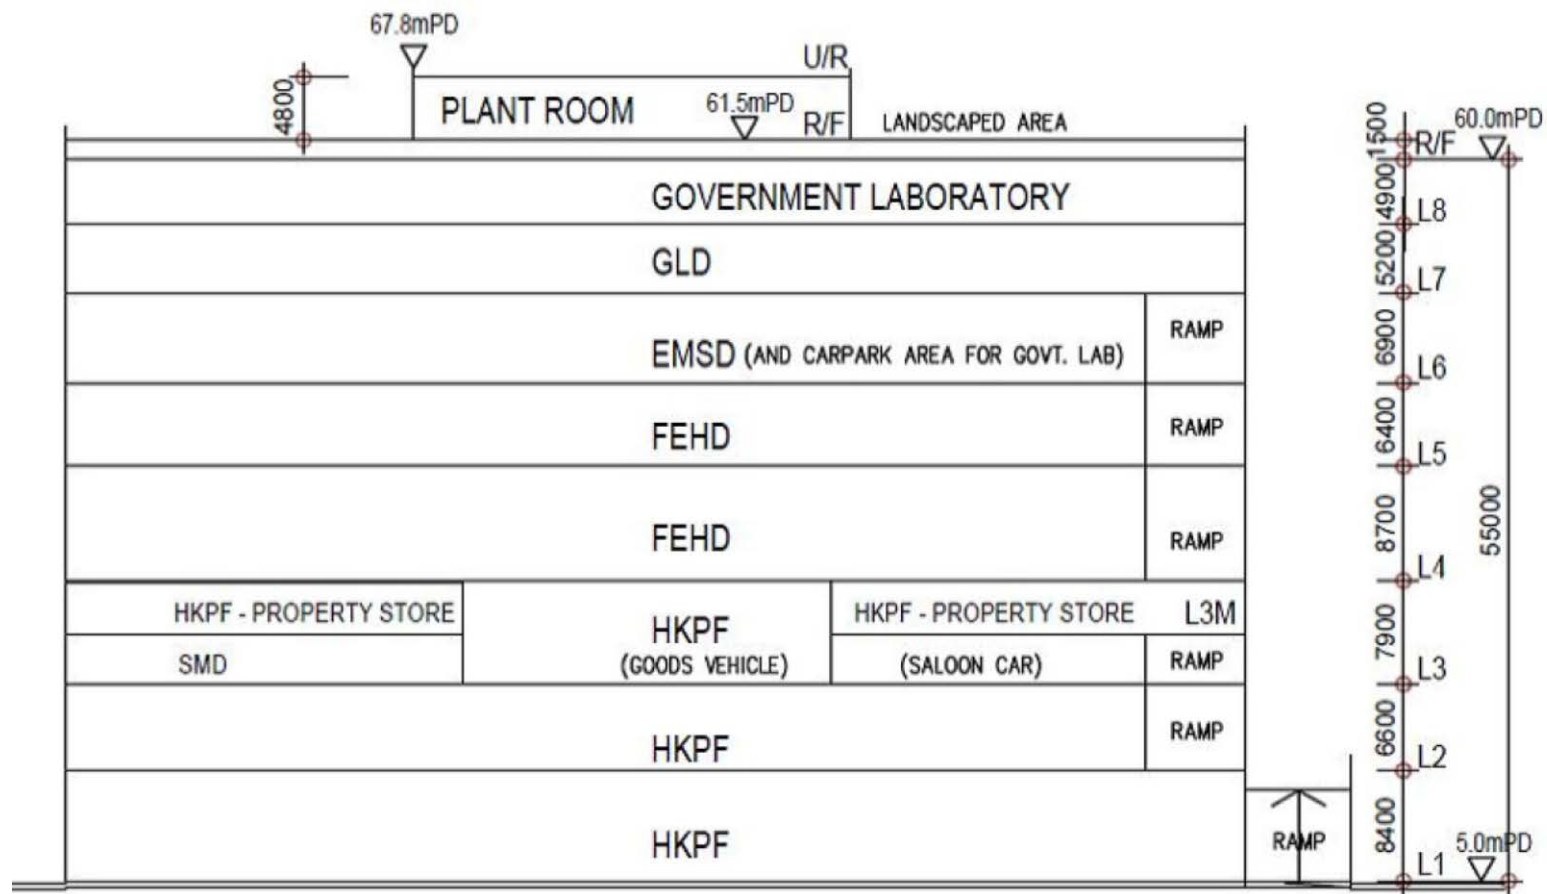 67.8mPD
U/R
4800
PLANT ROOM
61.5mPD
R/F
LANDSCAPED AREA
1500
R/F
60.0mPD
GOVERNMENT LABORATORY
4900
L8
GLD
5200
L7
EMSD (AND CARPARK AREA FOR GOVT. LAB)
RAMP
6900
L6
FEHD
RAMP
6400
L5
FEHD
RAMP
8700
55000
L4
HKPF - PROPERTY STORE
HKPF
(GOODS VEHICLE)
HKPF - PROPERTY STORE
L3M
SMD
(SALOON CAR)
RAMP
7900
L3
HKPF
RAMP
6600
L2
HKPF
RAMP
8400
L1
5.0mPD